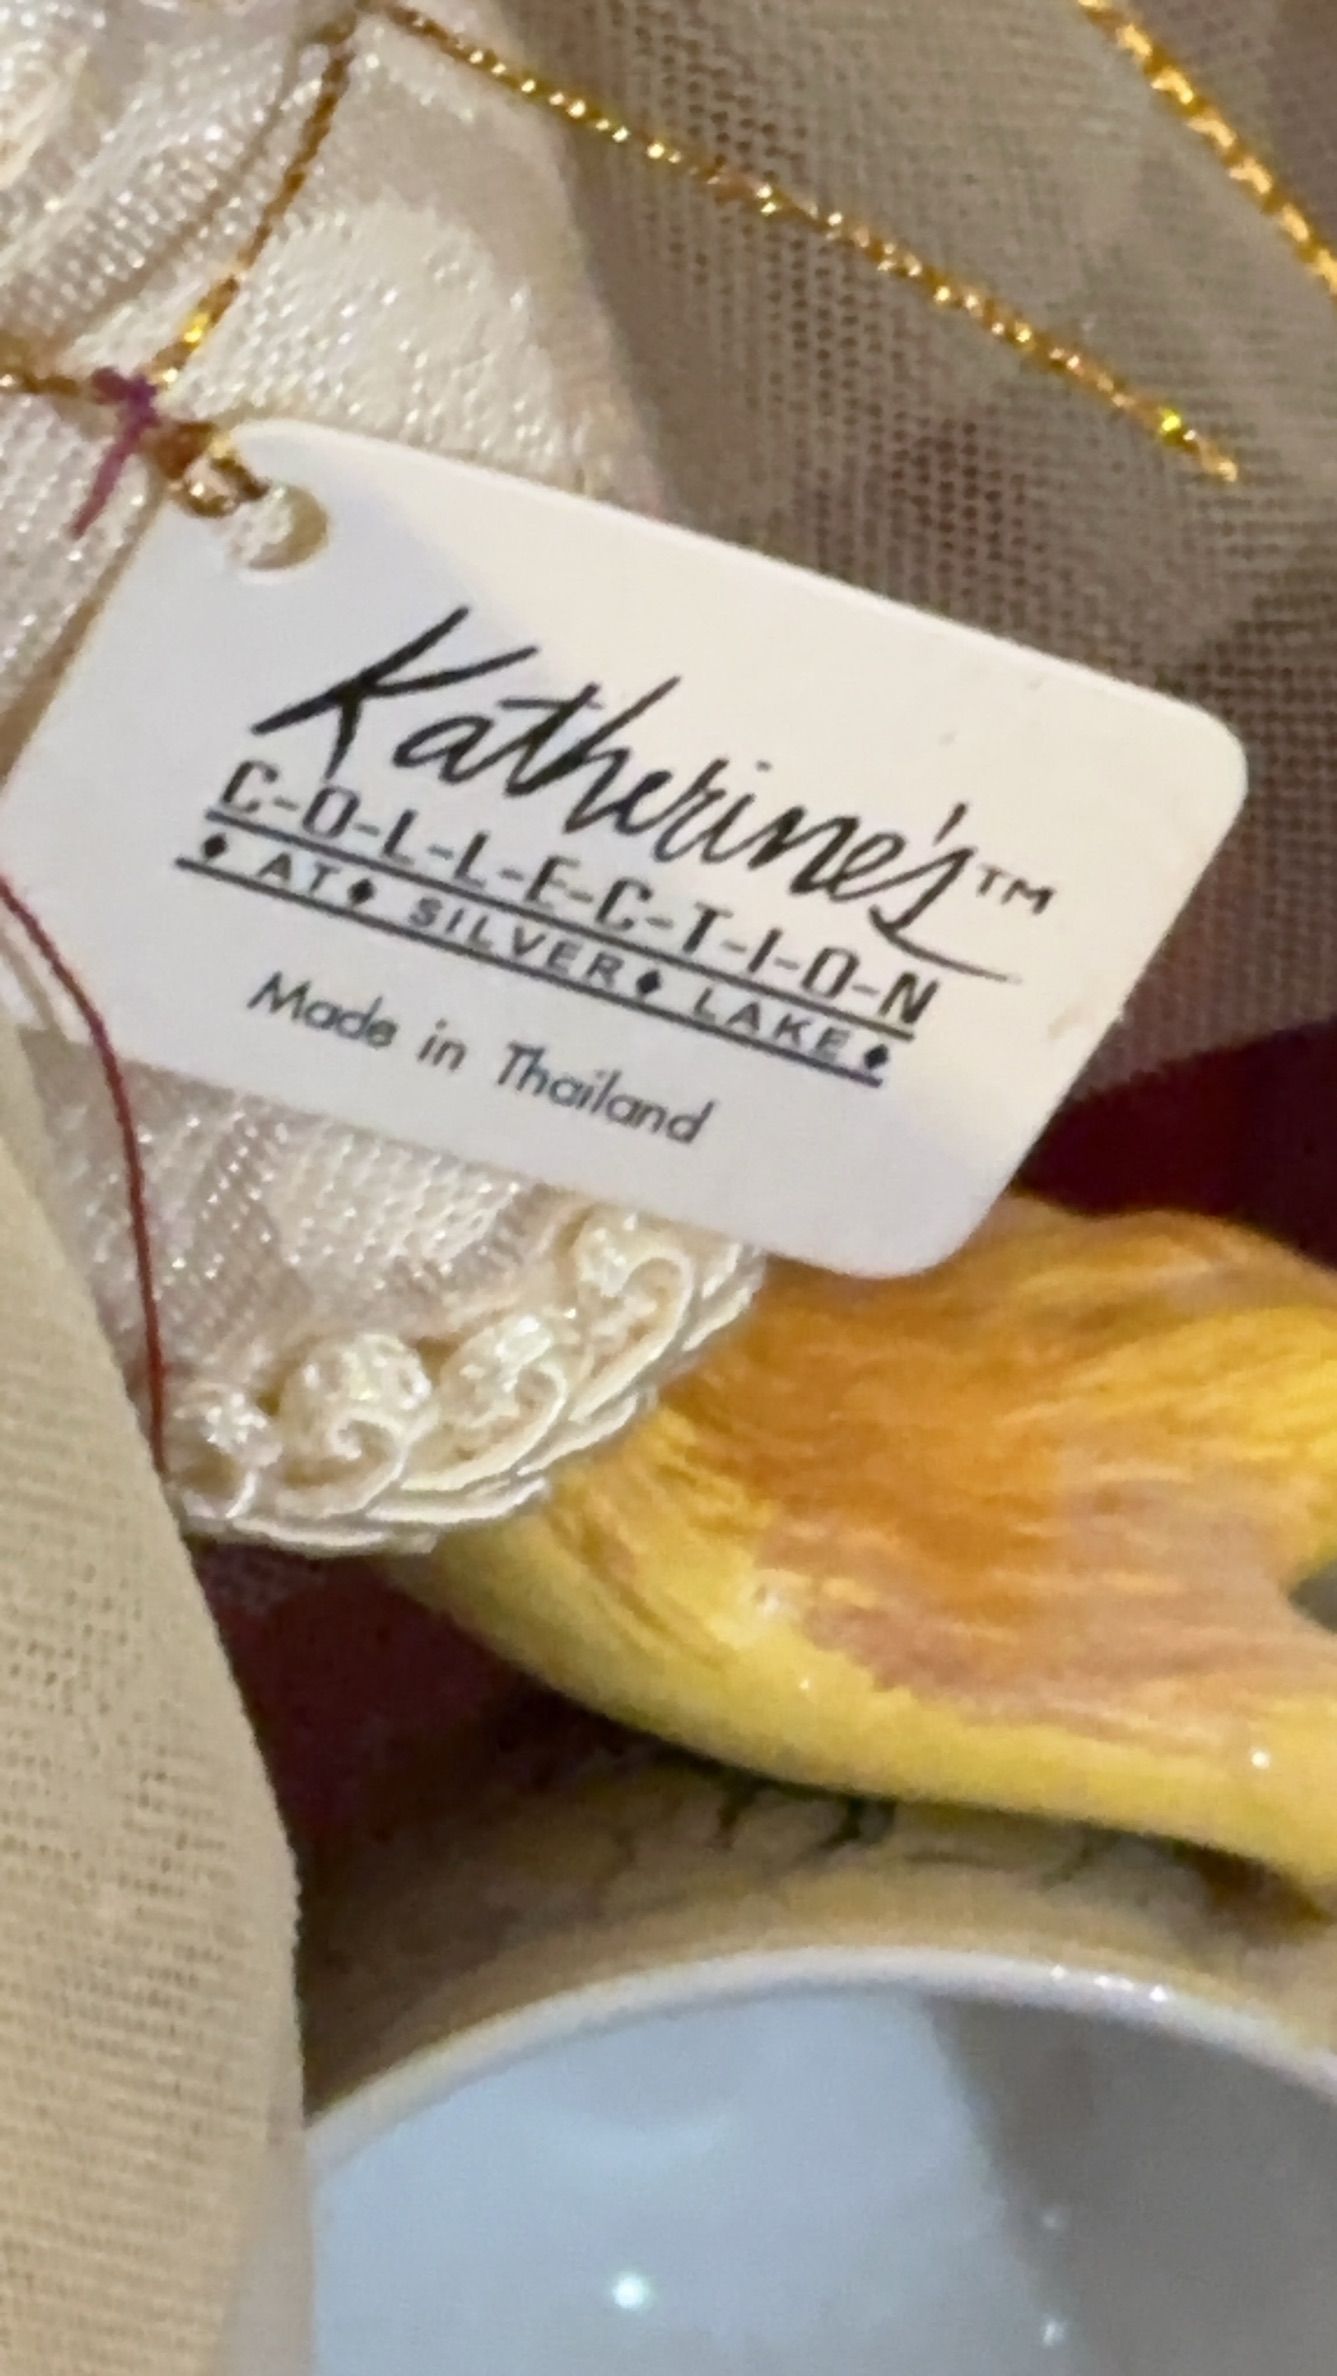 Katherine's™
C-O-L-L-E-C-T-I-O-N
♦ AT ♦ SILVER ♦ LAKE ♦
Made in Thailand